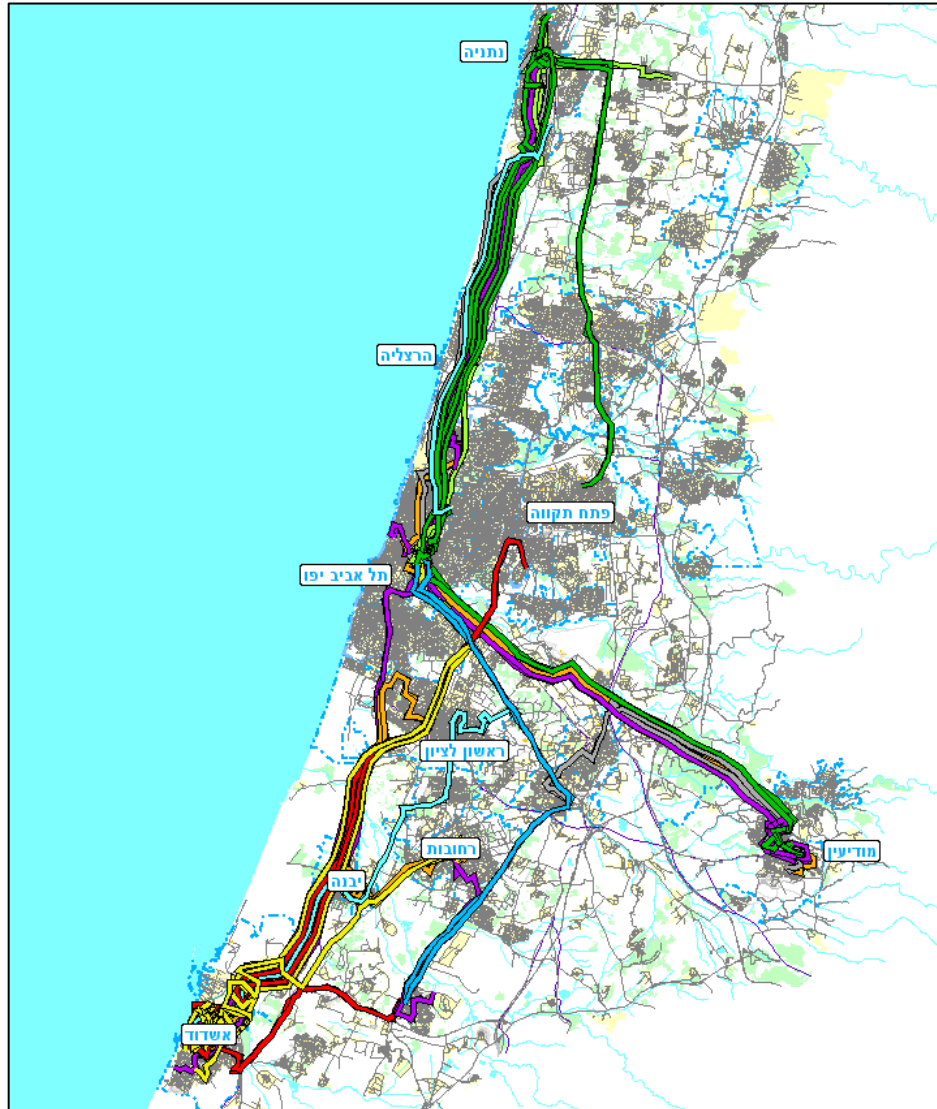 נתניה
הרצליה
פתח תקווה
תל אביב יפו
ראשון לציון
רחובות
מודיעין
יבנה
אשדוד